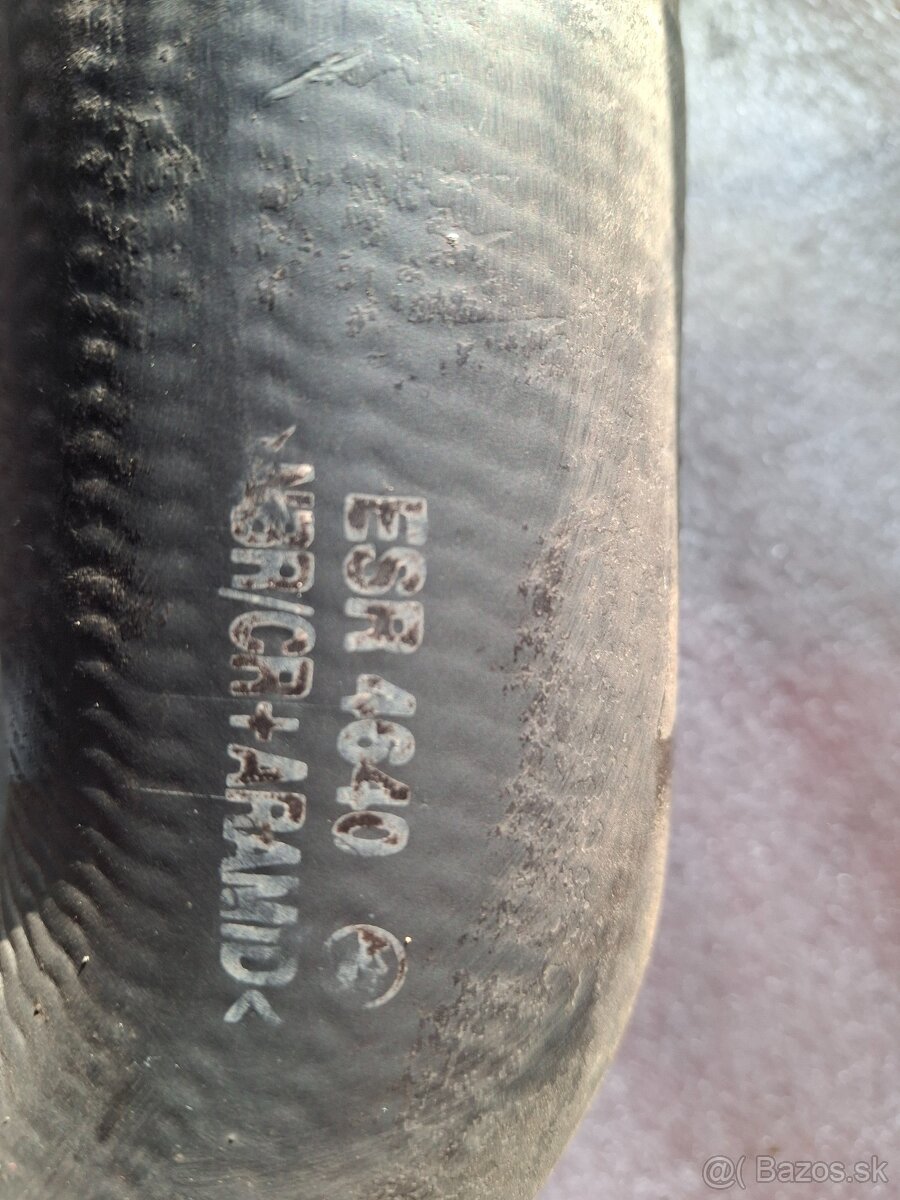 ESR 4640
NBR/CR+ARAMID<
@( Bazos.sk